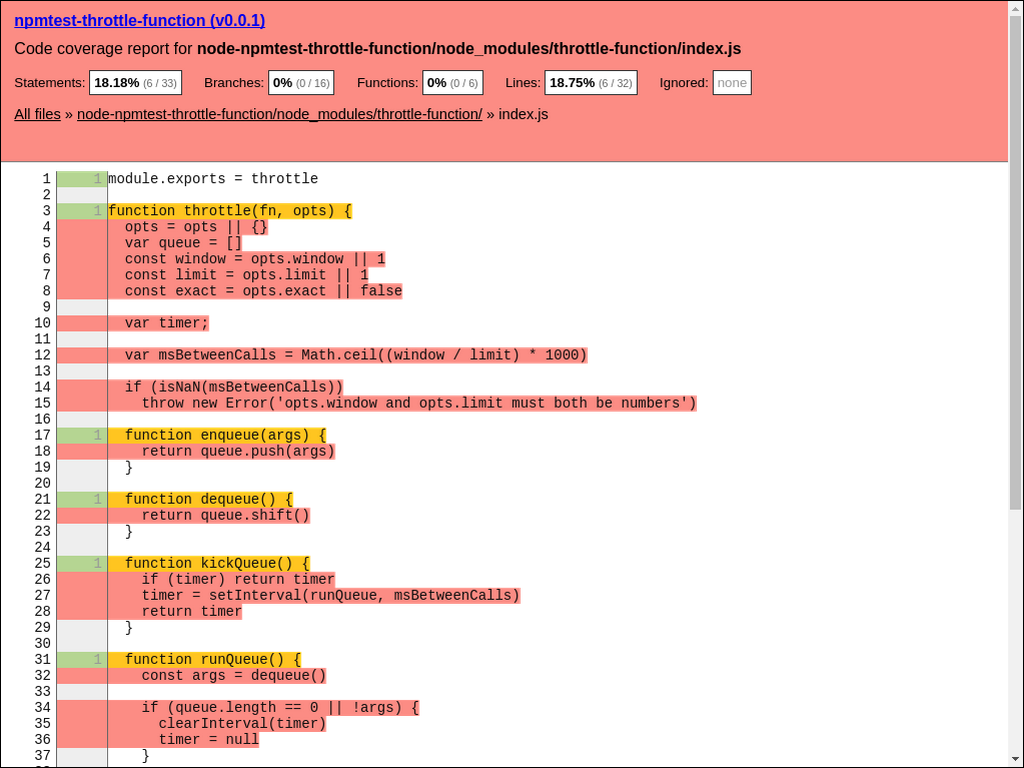 npmtest-throttle-function (v0.0.1)
Code coverage report for node-npmtest-throttle-function/node_modules/throttle-function/index.js
Statements: 18.18% (6 / 33) Branches: 0% (0 / 16) Functions: 0% (0 / 6) Lines: 18.75% (6 / 32) Ignored: none
All files » node-npmtest-throttle-function/node_modules/throttle-function/ » index.js
1 1 module.exports = throttle
2
3 1 function throttle(fn, opts) {
4 opts = opts || {}
5 var queue = []
6 const window = opts.window || 1
7 const limit = opts.limit || 1
8 const exact = opts.exact || false
9
10 var timer;
11
12 var msBetweenCalls = Math.ceil((window / limit) * 1000)
13
14 if (isNaN(msBetweenCalls))
15 throw new Error('opts.window and opts.limit must both be numbers')
16
17 1 function enqueue(args) {
18 return queue.push(args)
19 }
20
21 1 function dequeue() {
22 return queue.shift()
23 }
24
25 1 function kickQueue() {
26 if (timer) return timer
27 timer = setInterval(runQueue, msBetweenCalls)
28 return timer
29 }
30
31 1 function runQueue() {
32 const args = dequeue()
33
34 if (queue.length == 0 || !args) {
35 clearInterval(timer)
36 timer = null
37 }